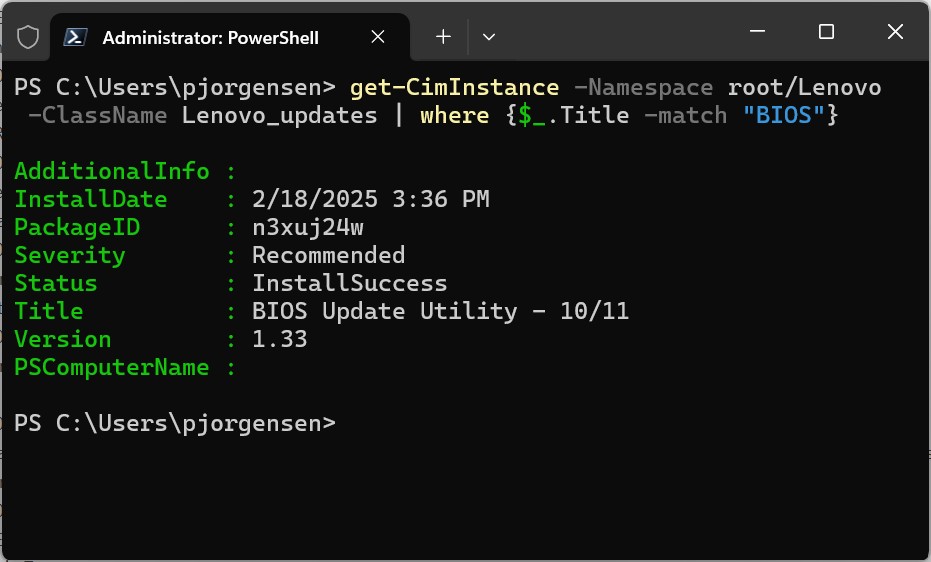 Administrator: PowerShell
PS C:\Users\pjorgensen> get-CimInstance -Namespace root/Lenovo
-ClassName Lenovo_updates | where {$_.Title -match "BIOS"}
AdditionalInfo :
InstallDate : 2/18/2025 3:36 PM
PackageID : n3xuj24w
Severity : Recommended
Status : InstallSuccess
Title : BIOS Update Utility - 10/11
Version : 1.33
PSComputerName :
PS C:\Users\pjorgensen>